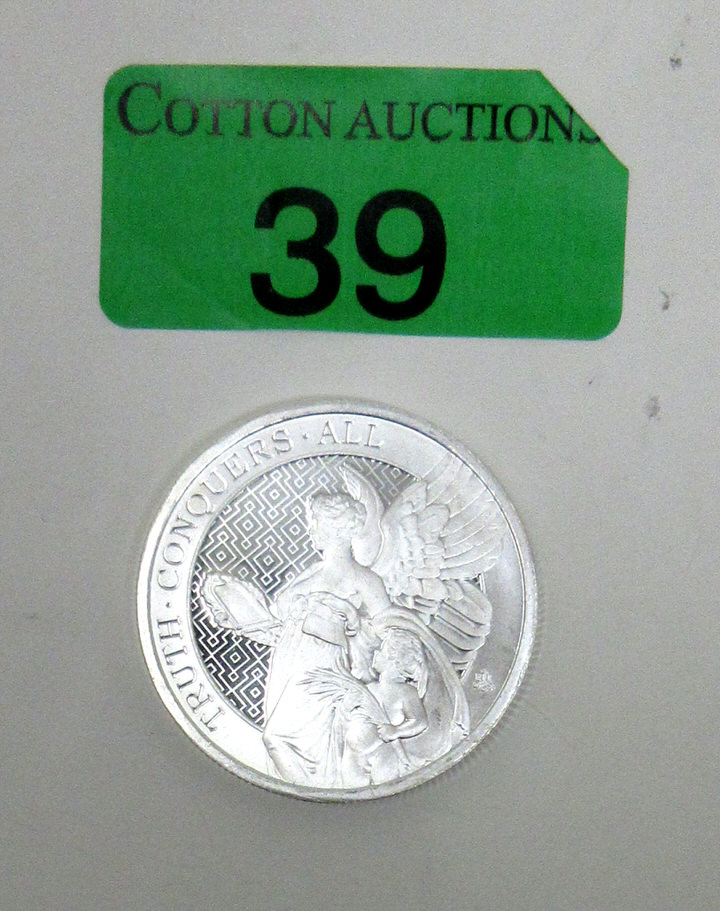 COTTON AUCTIONS
39
TRUTH · CONQUERS · ALL